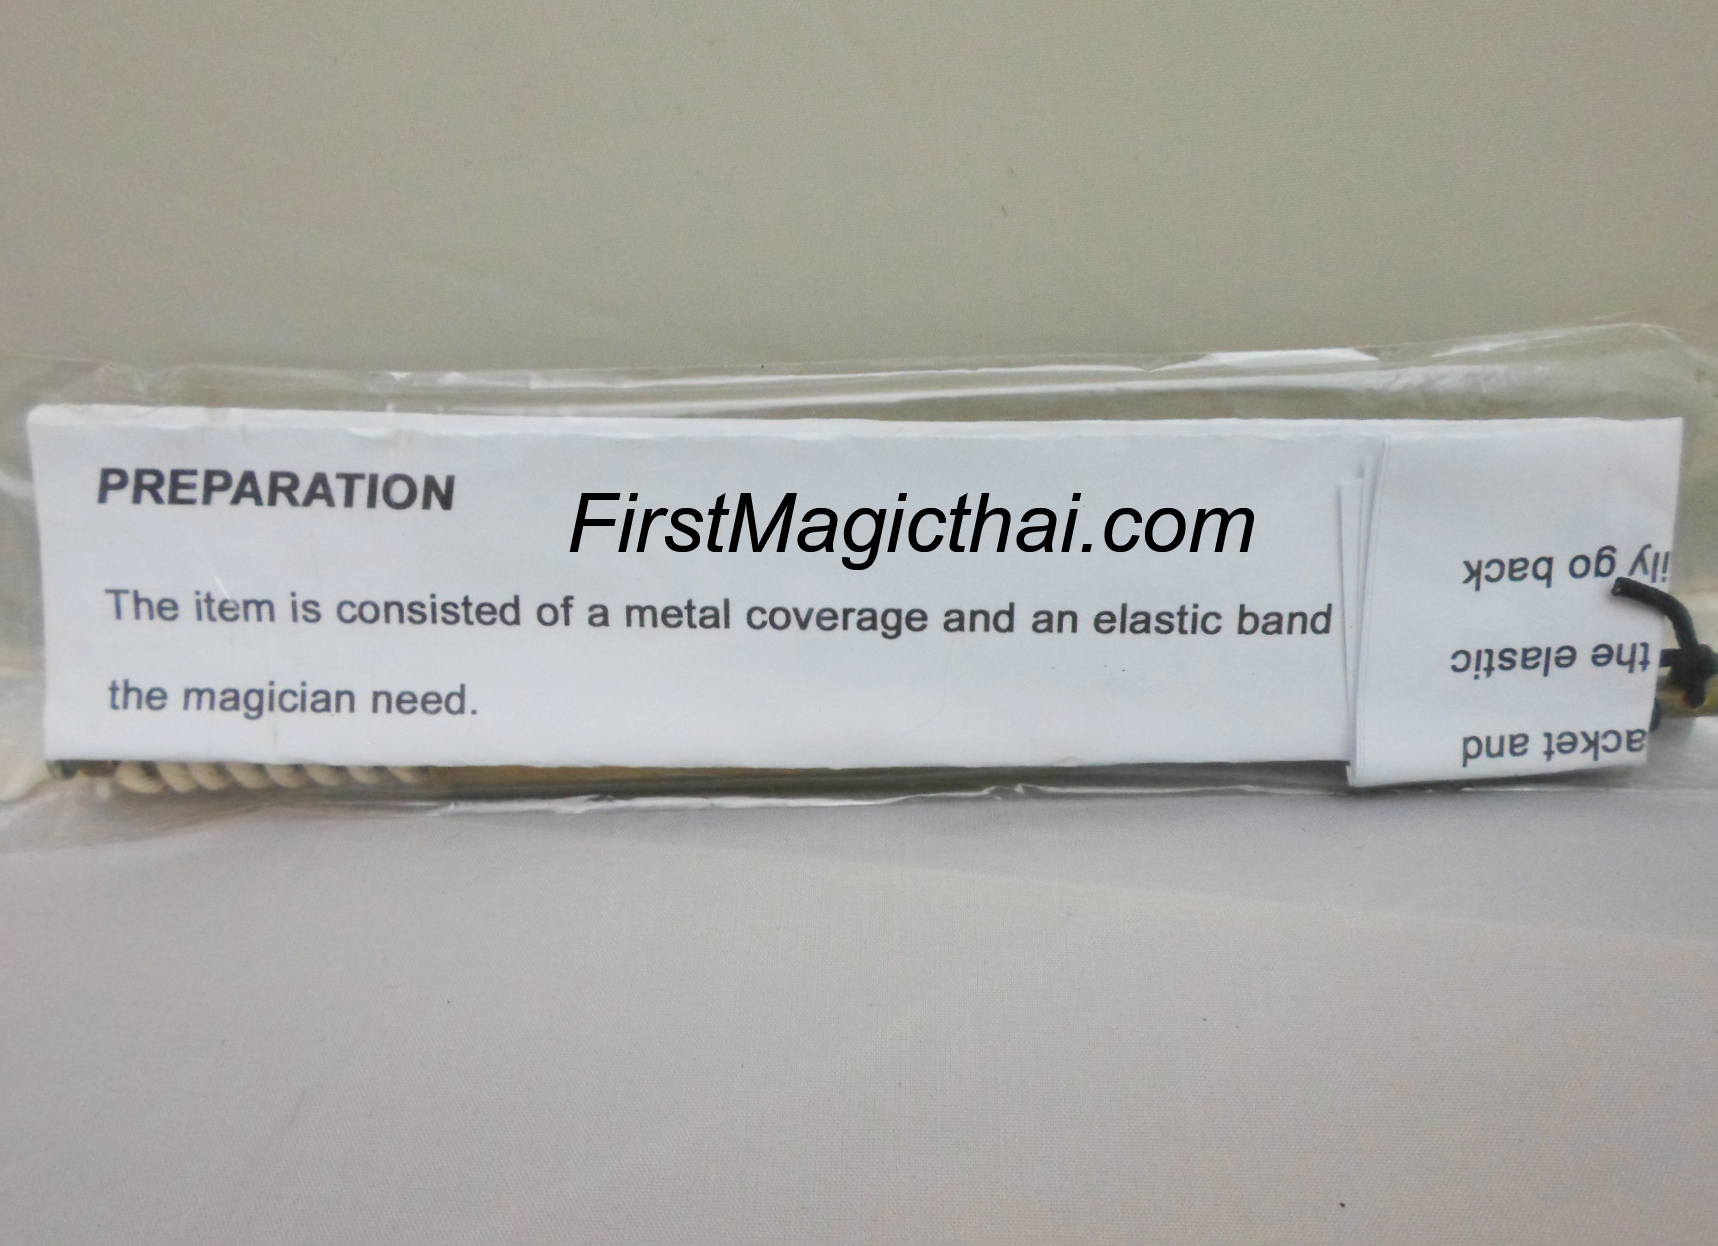 PREPARATION
FirstMagicthai.com
The item is consisted of a metal coverage and an elastic band
the magician need.
acket and
the elastic
ily go back